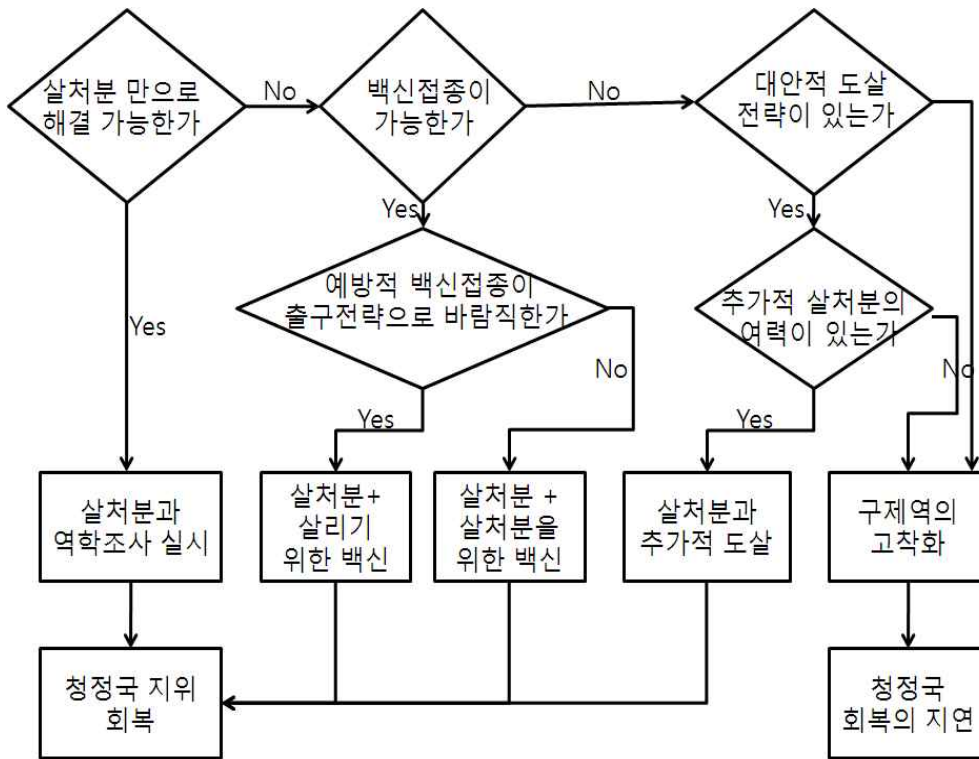 살처분 만으로
해결 가능한가
No
백신접종이
가능한가
No
대안적 도살
전략이 있는가
Yes
Yes
Yes
예방적 백신접종이
출구전략으로 바람직한가
추가적 살처분의
여력이 있는가
No
No
Yes
Yes
살처분과
역학조사 실시
살처분+
살리기
위한 백신
살처분 +
살처분을
위한 백신
살처분과
추가적 도살
구제역의
고착화
청정국 지위
회복
청정국
회복의 지연